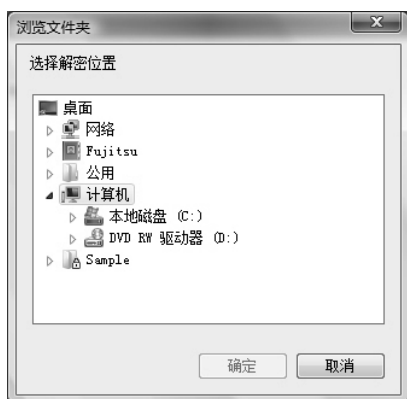 浏览文件夹
选择解密位置
桌面
网络
Fujitsu
公用
计算机
本地磁盘 (C:)
DVD RW 驱动器 (D:)
Sample
确定
取消